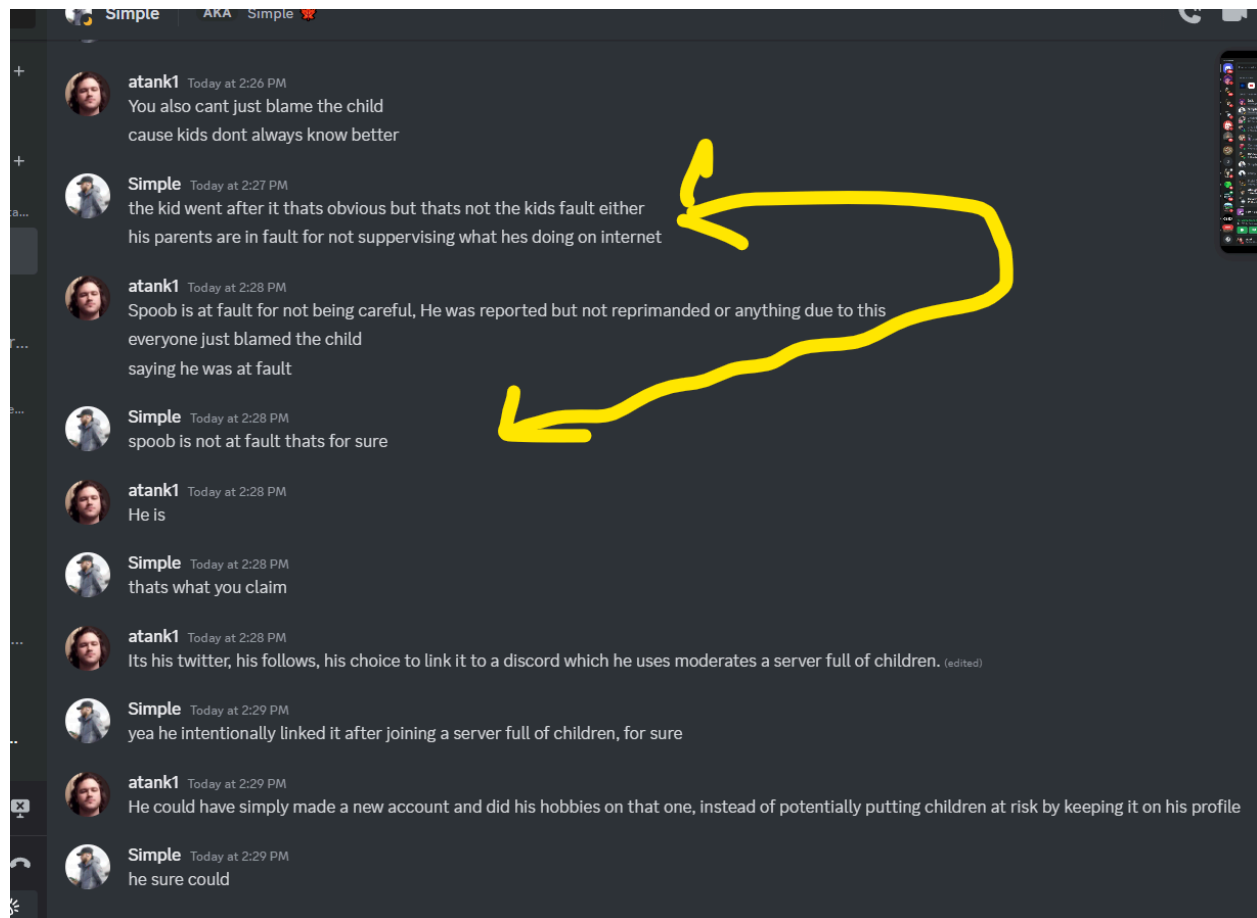 Simple AKA Simple
+
atank1 Today at 2:26 PM
You also cant just blame the child
cause kids dont always know better
+
Simple Today at 2:27 PM
the kid went after it thats obvious but thats not the kids fault either
ta...
his parents are in fault for not suppervising what hes doing on internet
atank1 Today at 2:28 PM
Spoob is at fault for not being careful, He was reported but not reprimanded or anything due to this
everyone just blamed the child
r...
saying he was at fault
e...
Simple Today at 2:28 PM
spoob is not at fault thats for sure
atank1 Today at 2:28 PM
He is
Simple Today at 2:28 PM
thats what you claim
...
atank1 Today at 2:28 PM
Its his twitter, his follows, his choice to link it to a discord which he uses moderates a server full of children. (edited)
Simple Today at 2:29 PM
yea he intentionally linked it after joining a server full of children, for sure
..
atank1 Today at 2:29 PM
He could have simply made a new account and did his hobbies on that one, instead of potentially putting children at risk by keeping it on his profile
Simple Today at 2:29 PM
he sure could